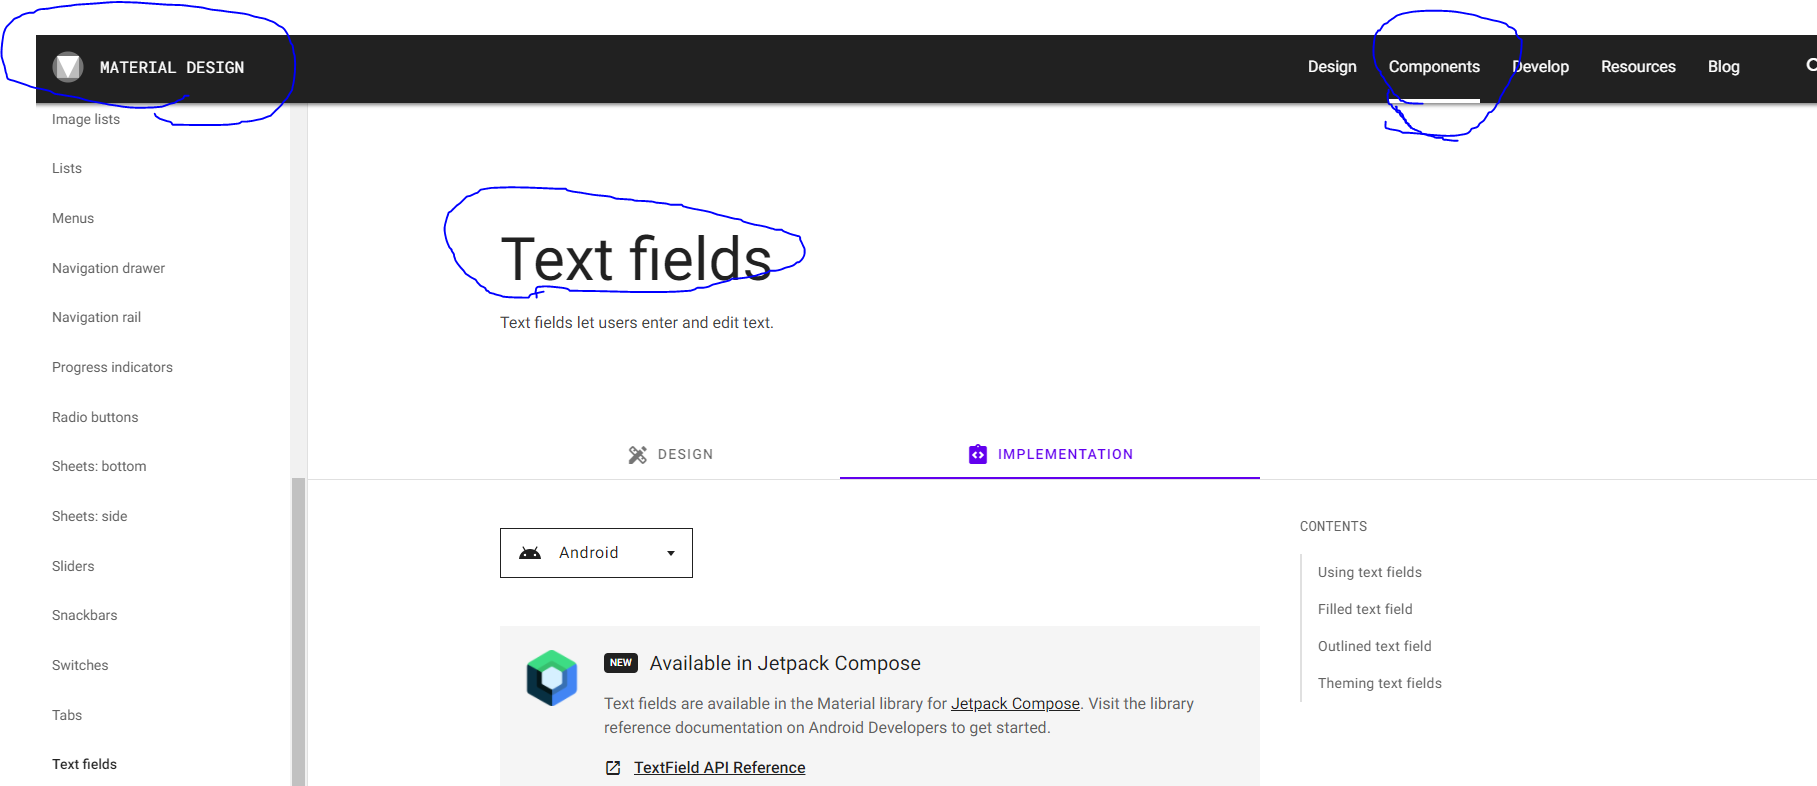 MATERIAL DESIGN
Design Components Develop Resources Blog
Image lists
Lists
Menus
Navigation drawer
Navigation rail
Progress indicators
Radio buttons
Sheets: bottom
Sheets: side
Sliders
Snackbars
Switches
Tabs
Text fields
Text fields
Text fields let users enter and edit text.
DESIGN
IMPLEMENTATION
Android
NEW Available in Jetpack Compose
Text fields are available in the Material library for Jetpack Compose. Visit the library
reference documentation on Android Developers to get started.
TextField API Reference
CONTENTS
Using text fields
Filled text field
Outlined text field
Theming text fields